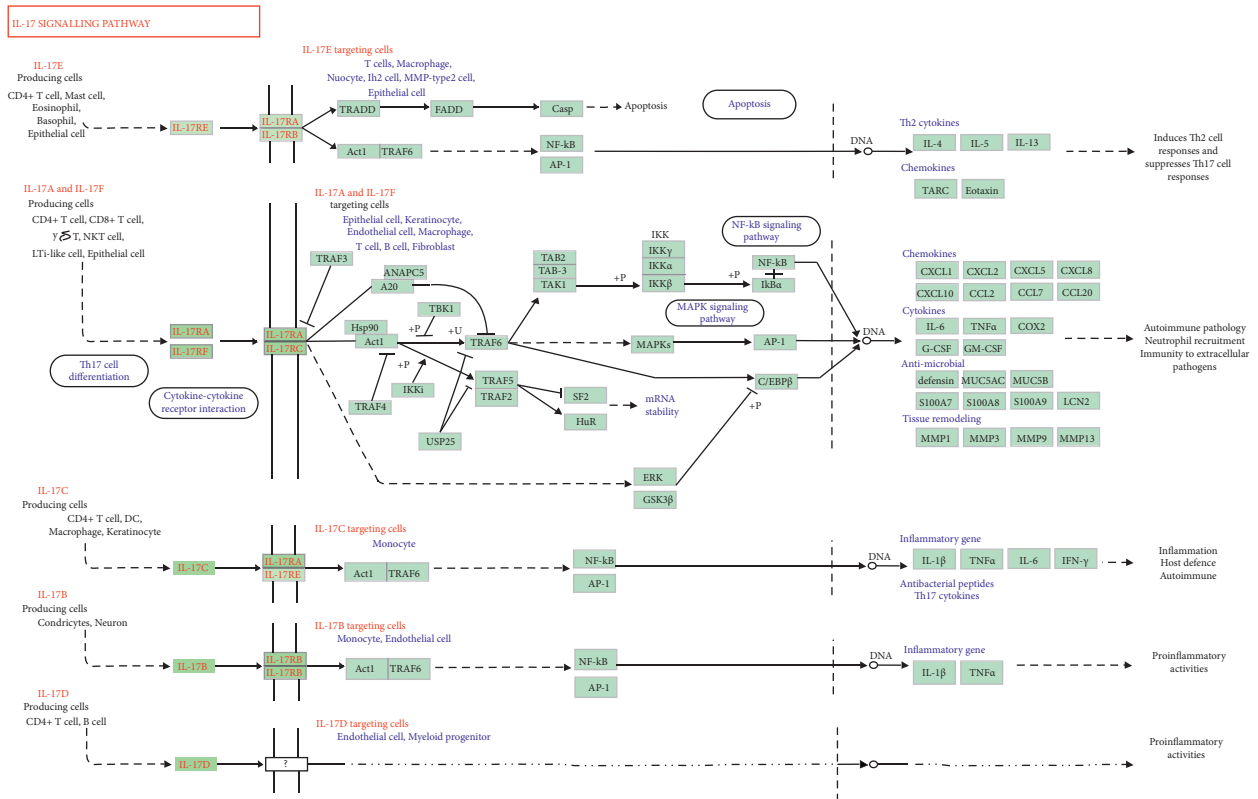 IL-17 SIGNALLING PATHWAY
IL-17E
Producing cells
CD4+ T cell, Mast cell,
Eosinophil,
Basophil,
Epithelial cell
IL-17RE
IL-17RA
IL-17RB
IL-17E targeting cells
T cells, Macrophage,
Nuocyte, Ih2 cell, MMP-type2 cell,
Epithelial cell
TRADD
FADD
Casp
Apoptosis
Apoptosis
Act1
TRAF6
NF-kB
AP-1
DNA
Th2 cytokines
IL-4
IL-5
IL-13
Chemokines
TARC
Eotaxin
Induces Th2 cell
responses and
suppresses Th17 cell
responses
IL-17A and IL-17F
Producing cells
CD4+ T cell, CD8+ T cell,
T, NKT cell,
LTi-like cell, Epithelial cell
IL-17RA
IL-17RF
Th17 cell
differentiation
Cytokine-cytokine
receptor interaction
IL-17RA
IL-17RC
IL-17A and IL-17F
targeting cells
Epithelial cell, Keratinocyte,
Endothelial cell, Macrophage,
T cell, B cell, Fibroblast
TRAF3
ANAPC5
A20
TBK1
+P
+U
Hsp90
Act1
TRAF6
+P
IKKi
TRAF4
TRAF5
TRAF2
USP25
SF2
HuR
mRNA
stability
TAB2
TAB-3
TAK1
+P
IKK
IKKγ
IKKα
IKKβ
+P
NF-kB signaling
pathway
NF-kB
IkBα
MAPK signaling
pathway
MAPKs
AP-1
C/EBPβ
+P
ERK
GSK3β
DNA
Chemokines
CXCL1
CXCL2
CXCL5
CXCL8
CXCL10
CCL2
CCL7
CCL20
Cytokines
IL-6
TNFα
COX2
G-CSF
GM-CSF
Anti-microbial
defensin
MUC5AC
MUC5B
S100A7
S100A8
S100A9
LCN2
Tissue remodeling
MMP1
MMP3
MMP9
MMP13
Autoimmune pathology
Neutrophil recruitment
Immunity to extracellular
pathogens
IL-17C
Producing cells
CD4+ T cell, DC,
Macrophage, Keratinocyte
IL-17C
IL-17RA
IL-17RE
IL-17C targeting cells
Monocyte
Act1
TRAF6
NF-kB
AP-1
DNA
Inflammatory gene
IL-1β
TNFα
IL-6
IFN-γ
Antibacterial peptides
Th17 cytokines
Inflammation
Host defence
Autoimmune
IL-17B
Producing cells
Condricytes, Neuron
IL-17B
IL-17RB
IL-17RB
IL-17B targeting cells
Monocyte, Endothelial cell
Act1
TRAF6
NF-kB
AP-1
DNA
Inflammatory gene
IL-1β
TNFα
Proinflammatory
activities
IL-17D
Producing cells
CD4+ T cell, B cell
IL-17D
?
IL-17D targeting cells
Endothelial cell, Myeloid progenitor
Proinflammatory
activities